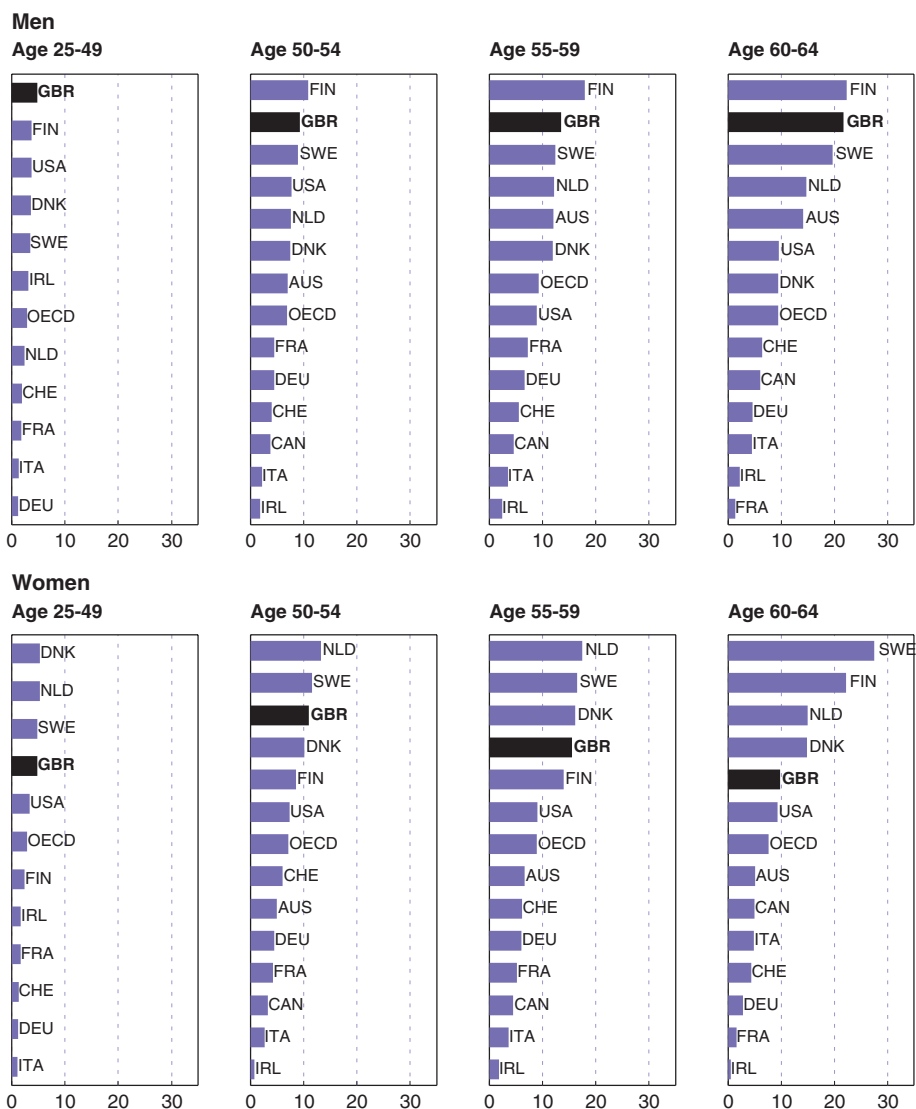 Men
Age 25-49
GBR
FIN
USA
DNK
SWE
IRL
OECD
NLD
CHE
FRA
ITA
DEU
0 10 20 30
Age 50-54
FIN
GBR
SWE
USA
NLD
DNK
AUS
OECD
FRA
DEU
CHE
CAN
ITA
IRL
0 10 20 30
Age 55-59
FIN
GBR
SWE
NLD
AUS
DNK
OECD
USA
FRA
DEU
CHE
CAN
ITA
IRL
0 10 20 30
Age 60-64
FIN
GBR
SWE
NLD
AUS
USA
DNK
OECD
CHE
CAN
DEU
ITA
IRL
FRA
0 10 20 30
Women
Age 25-49
DNK
NLD
SWE
GBR
USA
OECD
FIN
IRL
FRA
CHE
DEU
ITA
0 10 20 30
Age 50-54
NLD
SWE
GBR
DNK
FIN
USA
OECD
CHE
AUS
DEU
FRA
CAN
ITA
IRL
0 10 20 30
Age 55-59
NLD
SWE
DNK
GBR
FIN
USA
OECD
AUS
CHE
DEU
FRA
CAN
ITA
IRL
0 10 20 30
Age 60-64
SWE
FIN
NLD
DNK
GBR
USA
OECD
AUS
CAN
ITA
CHE
DEU
FRA
IRL
0 10 20 30